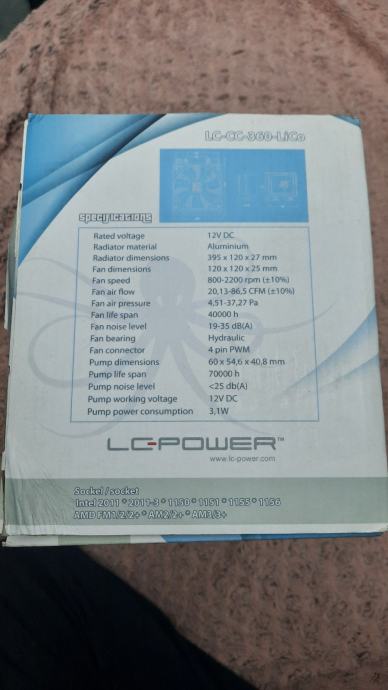 LC-CC-360-LiCo
specifications
Rated voltage 12V DC
Radiator material Aluminium
Radiator dimensions 395 x 120 x 27 mm
Fan dimensions 120 x 120 x 25 mm
Fan speed 800-2200 rpm (±10%)
Fan air flow 20,13-86,5 CFM (±10%)
Fan air pressure 4,51-37,27 Pa
Fan life span 40000 h
Fan noise level 19-35 dB(A)
Fan bearing Hydraulic
Fan connector 4 pin PWM
Pump dimensions 60 x 54,6 x 40,8 mm
Pump life span 70000 h
Pump noise level <25 db(A)
Pump working voltage 12V DC
Pump power consumption 3,1W
LC-POWER™
www.lc-power.com
Sockel / socket
Intel 2011 * 2011-3 * 1150 * 1151 * 1155 * 1156
AMD FM1/2/2+ * AM2/2+ * AM3/3+